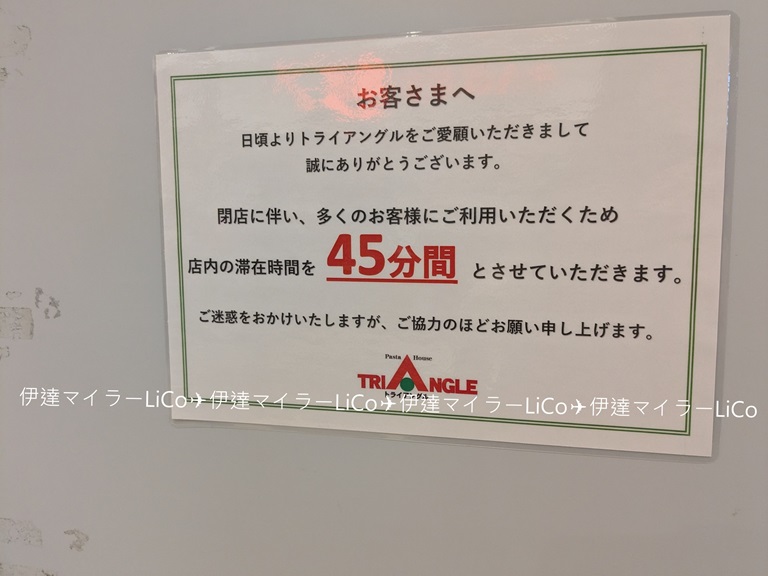 お客さまへ
日頃よりトライアングルをご愛顧いただきまして
誠にありがとうございます。
閉店に伴い、多くのお客様にご利用いただくため
店内の滞在時間を 45分間 とさせていただきます。
ご迷惑をおかけいたしますが、ご協力のほどお願い申し上げます。
Pasta House
TRIANGLE
トライアングル
伊達マイラーLiCo✈伊達マイラーLiCo✈伊達マイラーLiCo✈伊達マイラーLiCo